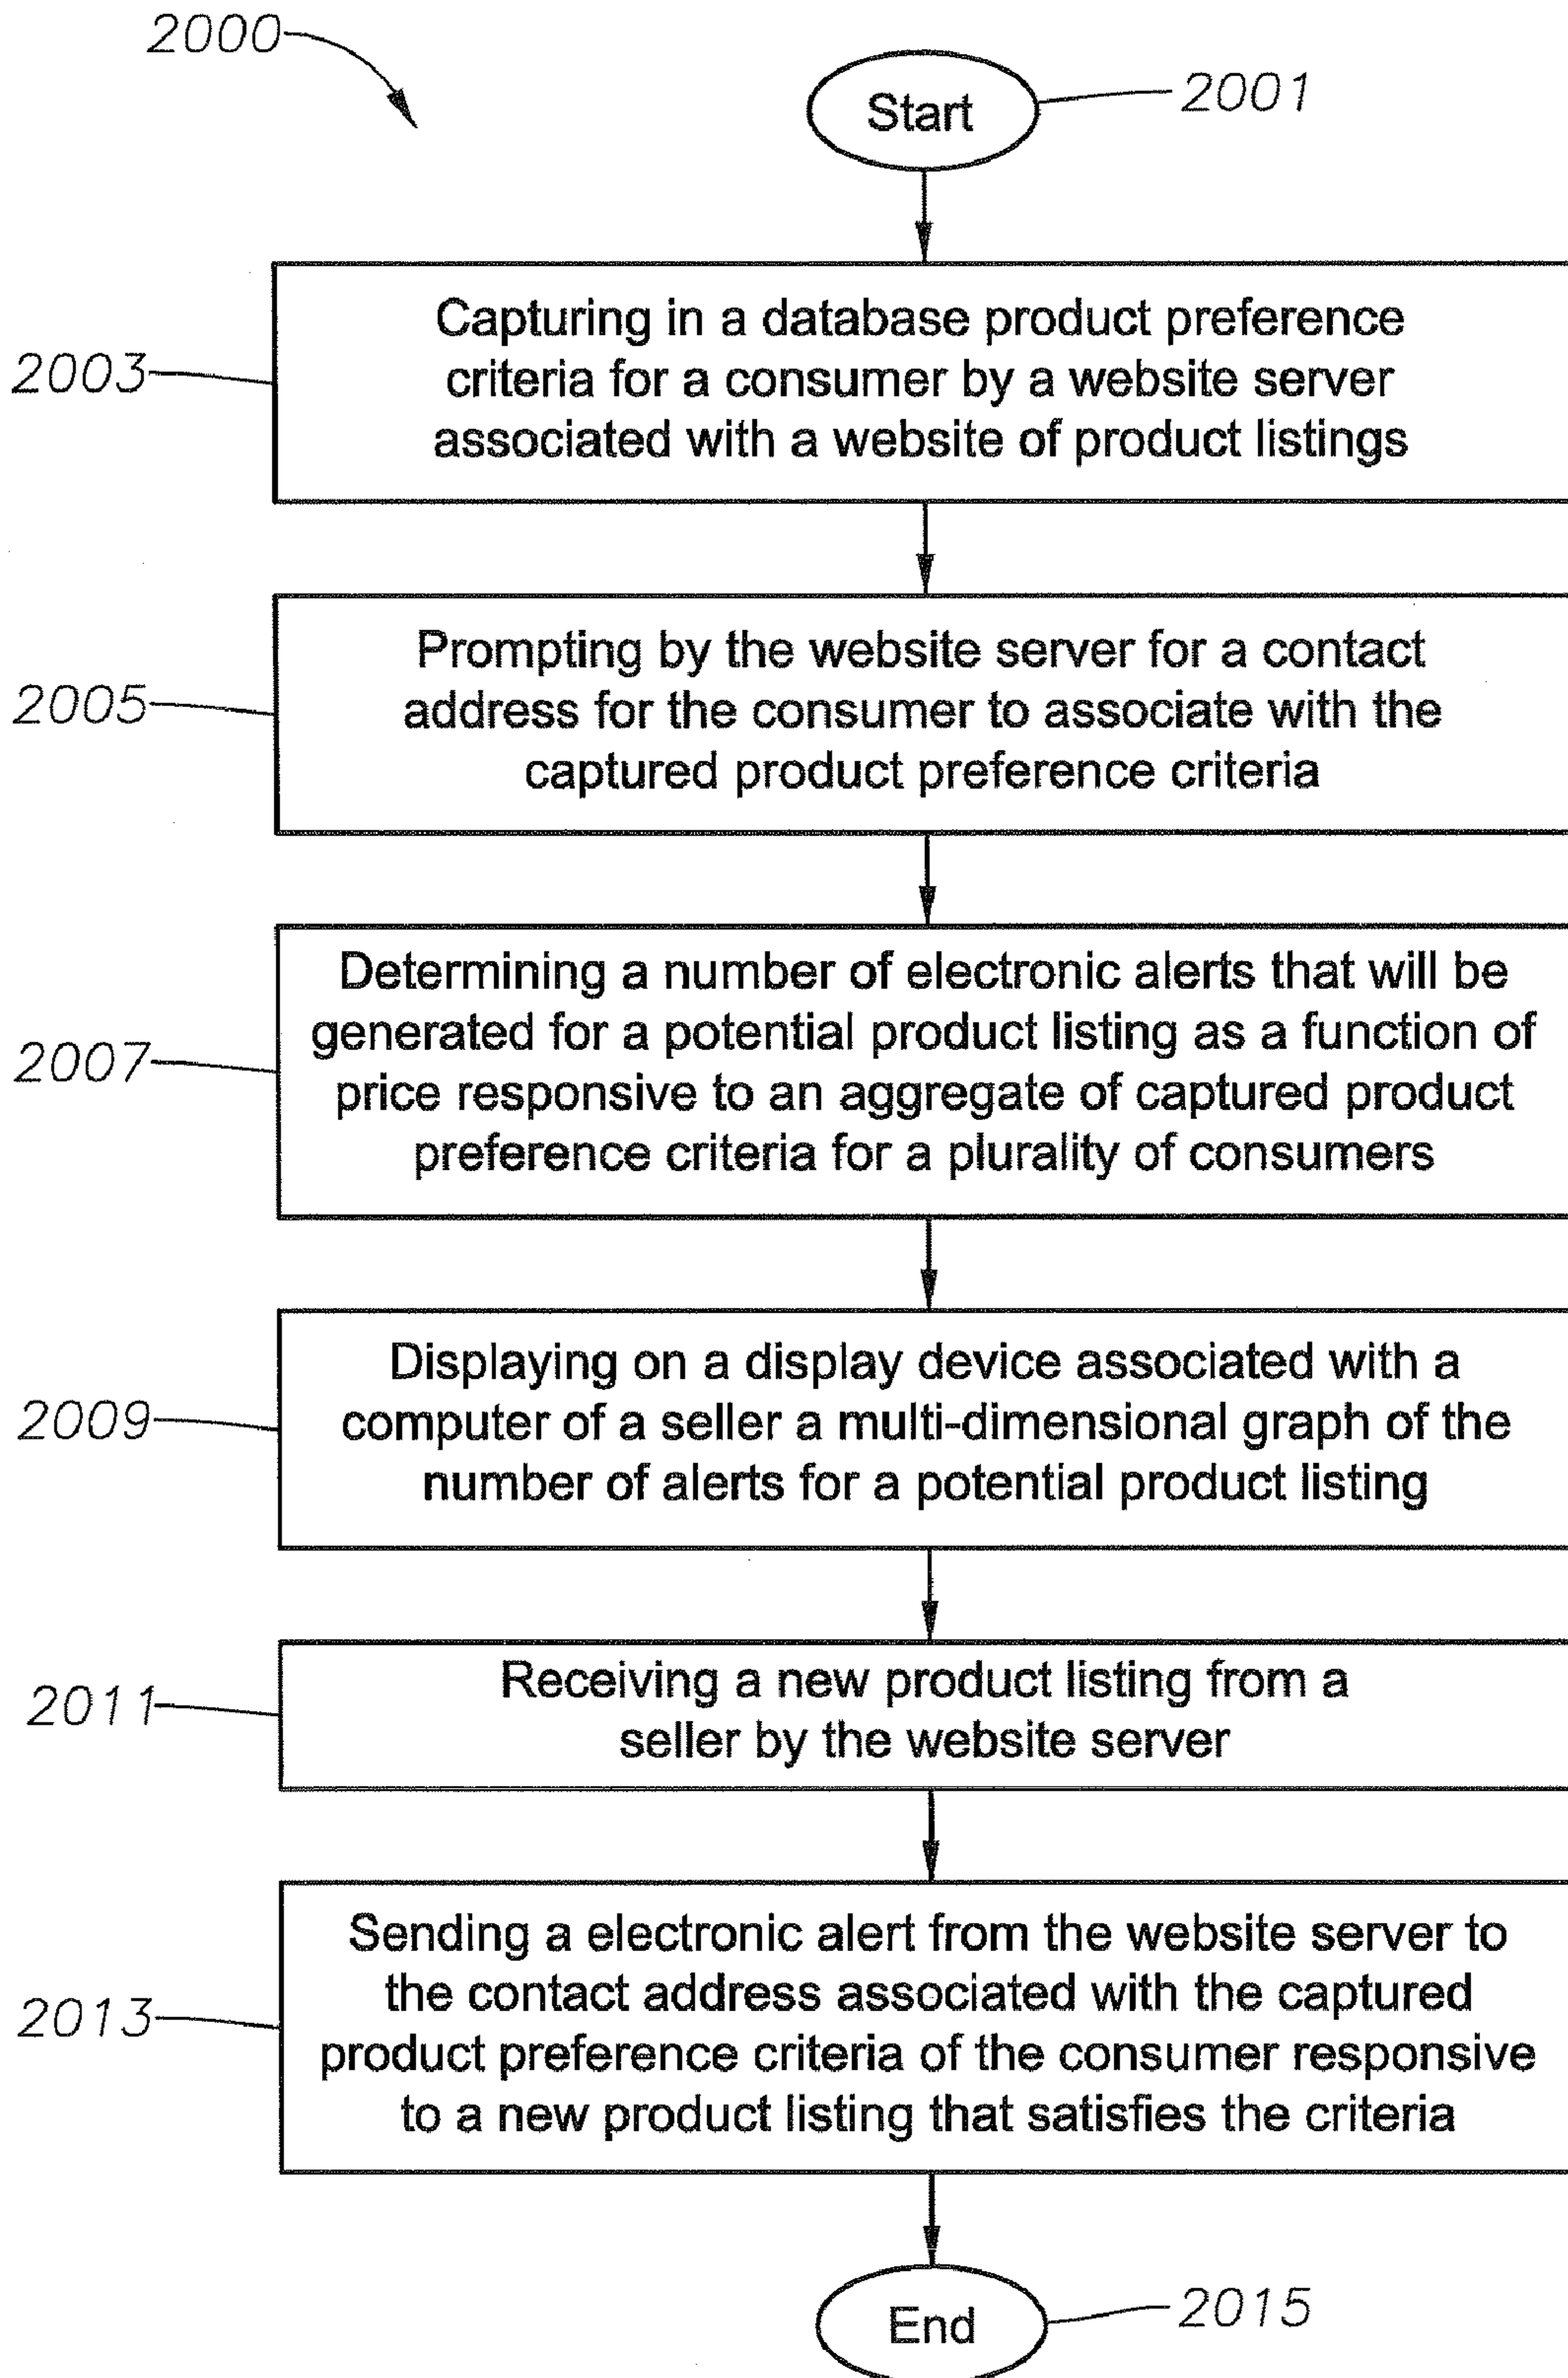 2000
Start
2001
Capturing in a database product preference
criteria for a consumer by a website server
associated with a website of product listings
2003
Prompting by the website server for a contact
address for the consumer to associate with the
captured product preference criteria
2005
Determining a number of electronic alerts that will be
generated for a potential product listing as a function of
price responsive to an aggregate of captured product
preference criteria for a plurality of consumers
2007
Displaying on a display device associated with a
computer of a seller a multi-dimensional graph of the
number of alerts for a potential product listing
2009
Receiving a new product listing from a
seller by the website server
2011
Sending a electronic alert from the website server to
the contact address associated with the captured
product preference criteria of the consumer responsive
to a new product listing that satisfies the criteria
2013
End
2015